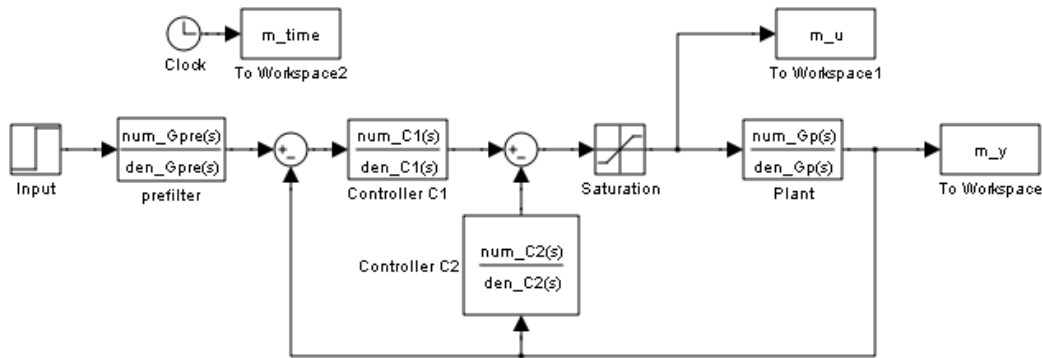 m_time
Clock
To Workspace2
m_u
To Workspace1
Input
num_Gpre(s)
den_Gpre(s)
prefilter
+
-
num_C1(s)
den_C1(s)
Controller C1
+
-
Saturation
num_Gp(s)
den_Gp(s)
Plant
m_y
To Workspace
Controller C2
num_C2(s)
den_C2(s)